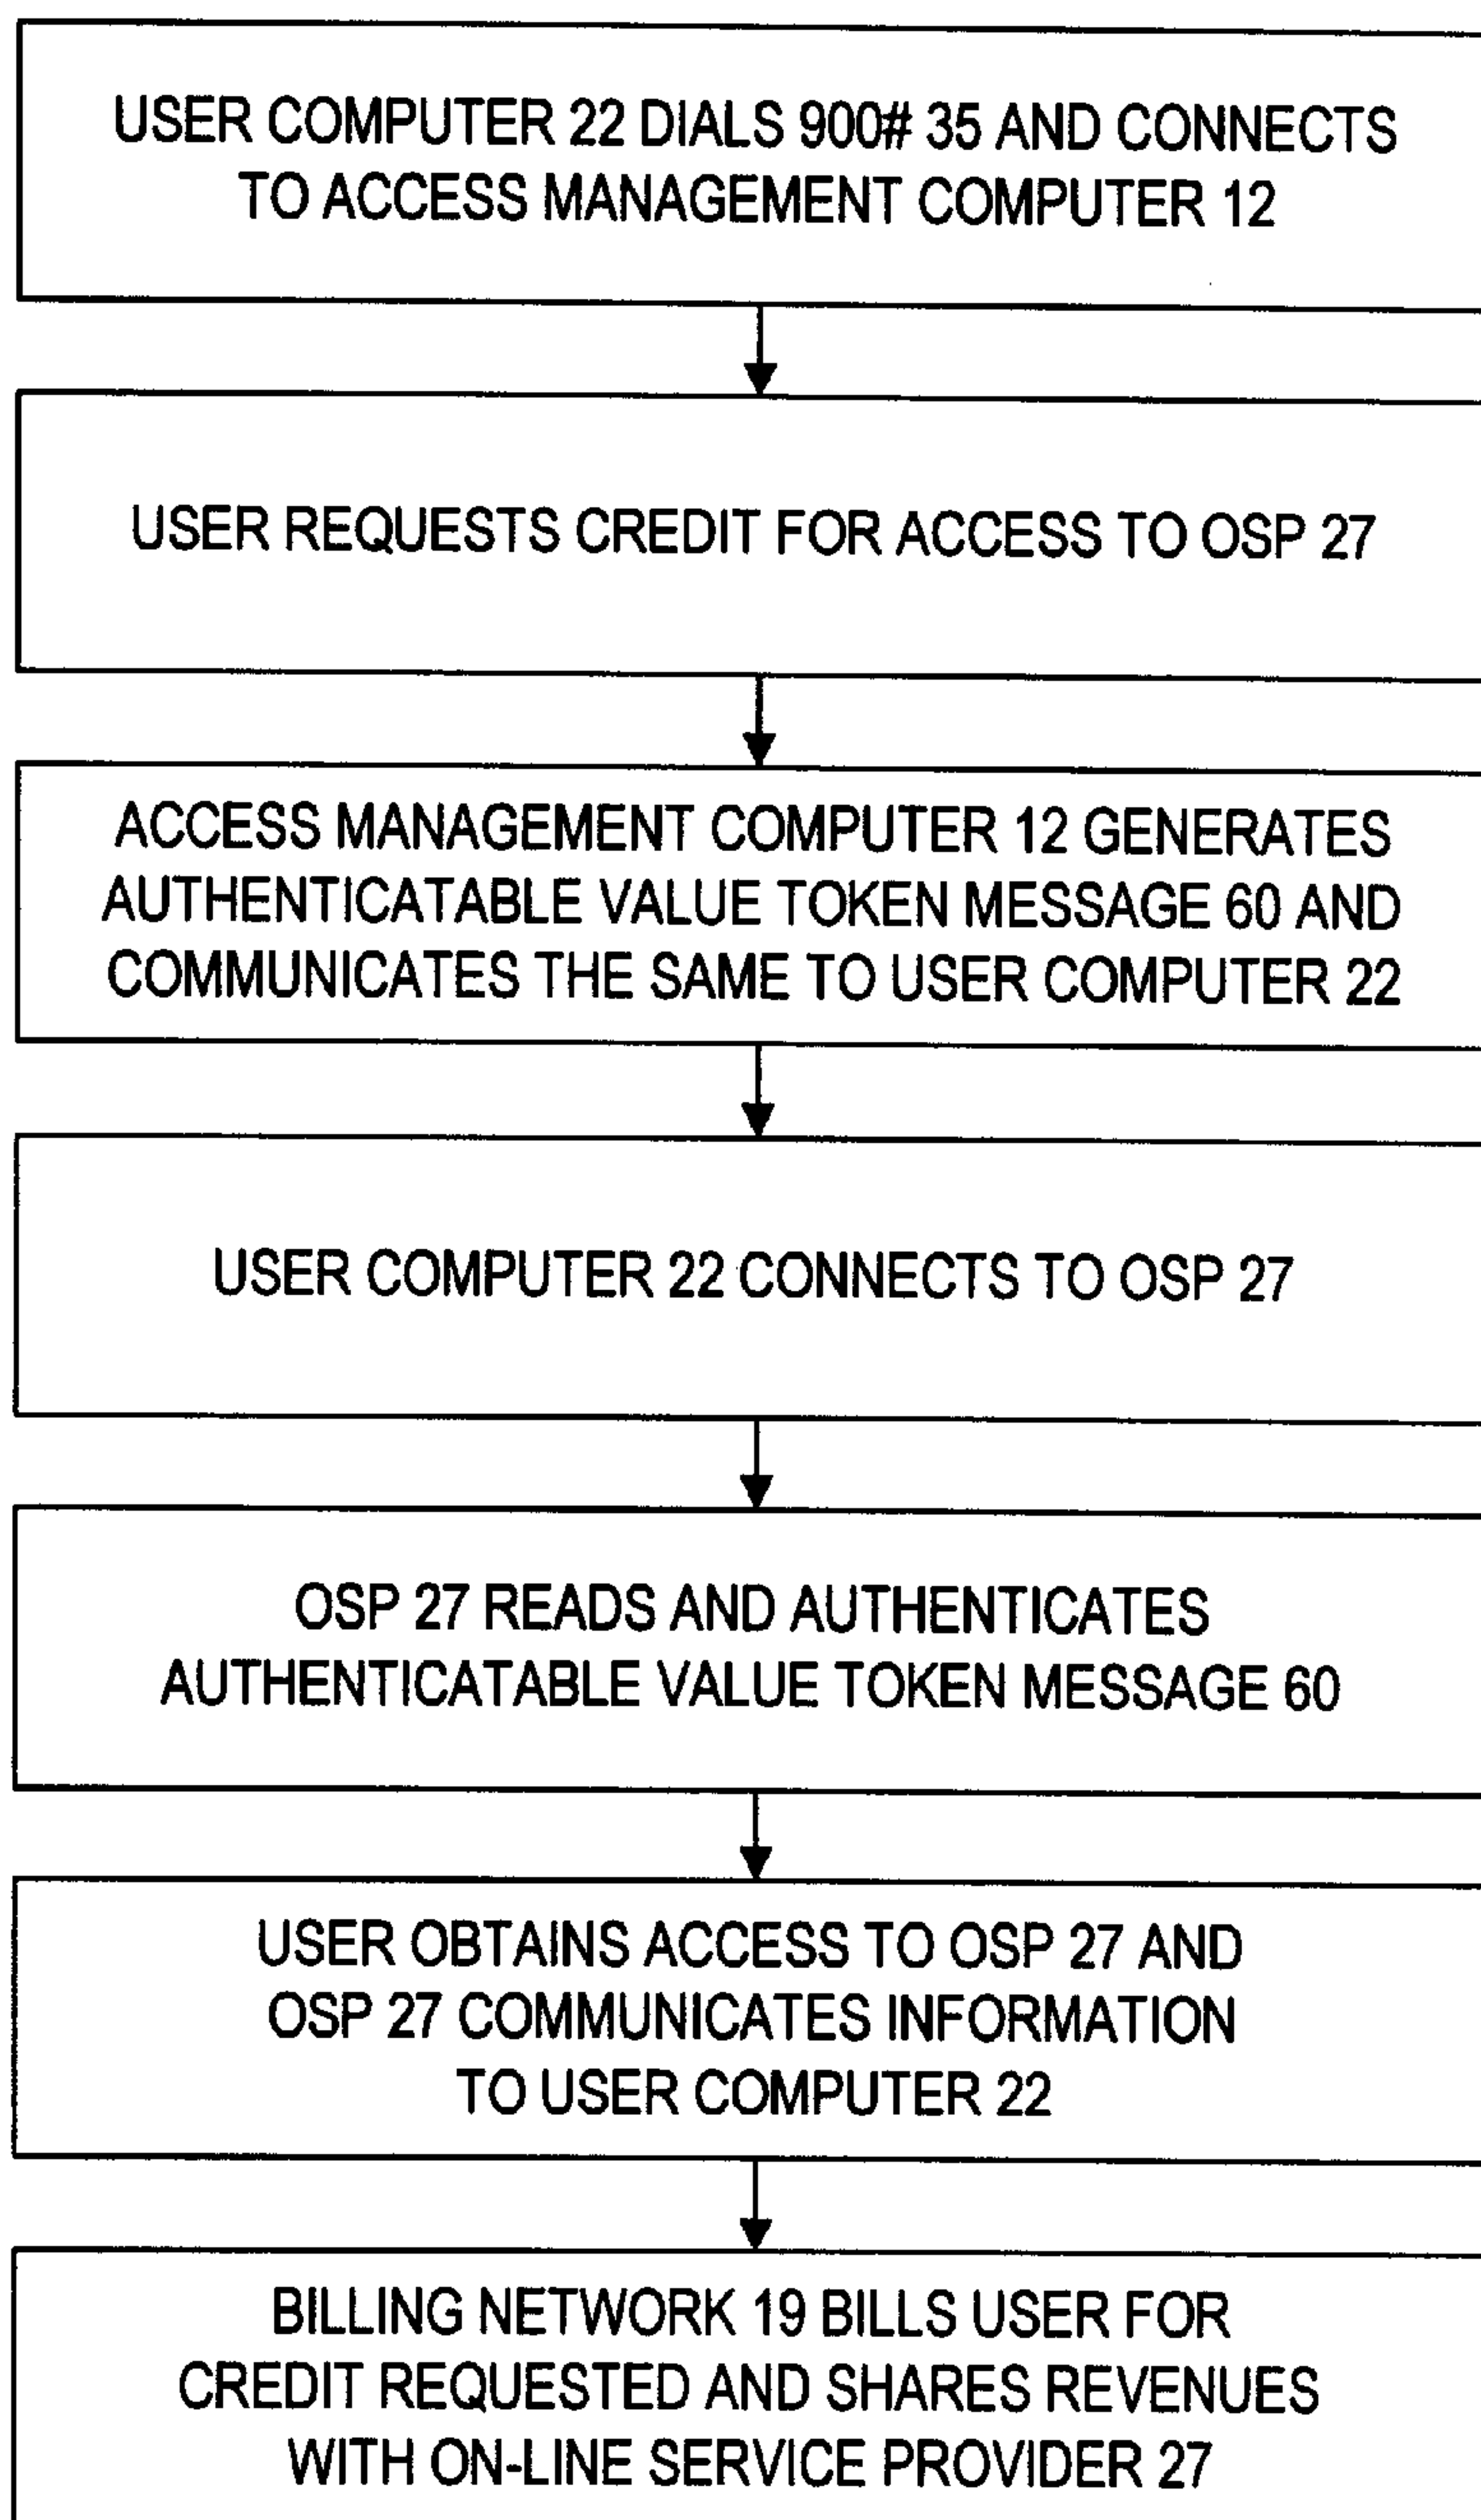 USER COMPUTER 22 DIALS 900# 35 AND CONNECTS
TO ACCESS MANAGEMENT COMPUTER 12
USER REQUESTS CREDIT FOR ACCESS TO OSP 27
ACCESS MANAGEMENT COMPUTER 12 GENERATES
AUTHENTICATABLE VALUE TOKEN MESSAGE 60 AND
COMMUNICATES THE SAME TO USER COMPUTER 22
USER COMPUTER 22 CONNECTS TO OSP 27
OSP 27 READS AND AUTHENTICATES
AUTHENTICATABLE VALUE TOKEN MESSAGE 60
USER OBTAINS ACCESS TO OSP 27 AND
OSP 27 COMMUNICATES INFORMATION
TO USER COMPUTER 22
BILLING NETWORK 19 BILLS USER FOR
CREDIT REQUESTED AND SHARES REVENUES
WITH ON-LINE SERVICE PROVIDER 27